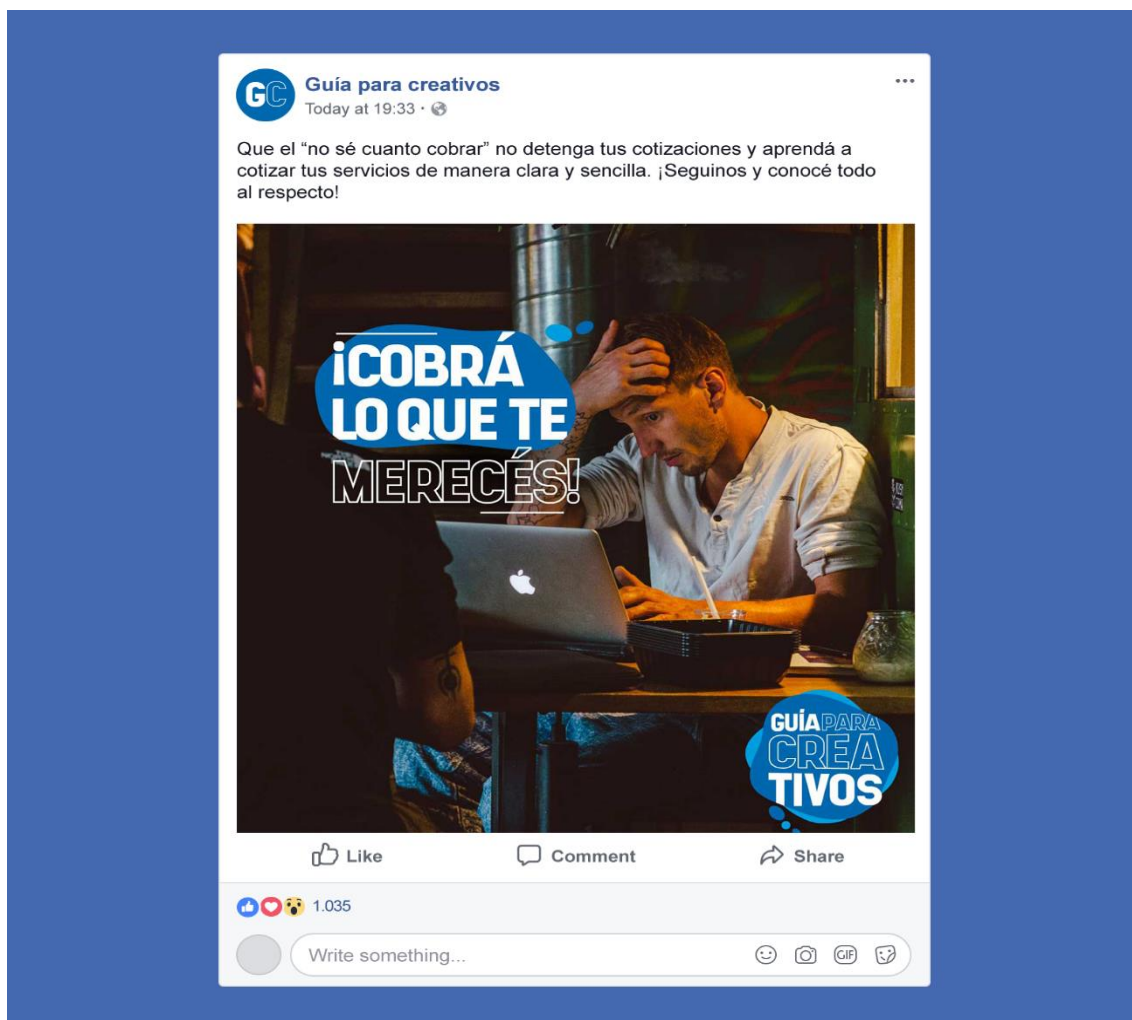 GC
Guía para creativos
Today at 19:33
Que el “no sé cuanto cobrar” no detenga tus cotizaciones y aprendá a
cotizar tus servicios de manera clara y sencilla. ¡Seguinos y conocé todo
al respecto!
¡COBRÁ
LO QUE TE
MERECÉS!
GUÍA PARA
CREA
TIVOS
Like
Comment
Share
1.035
Write something...
GIF